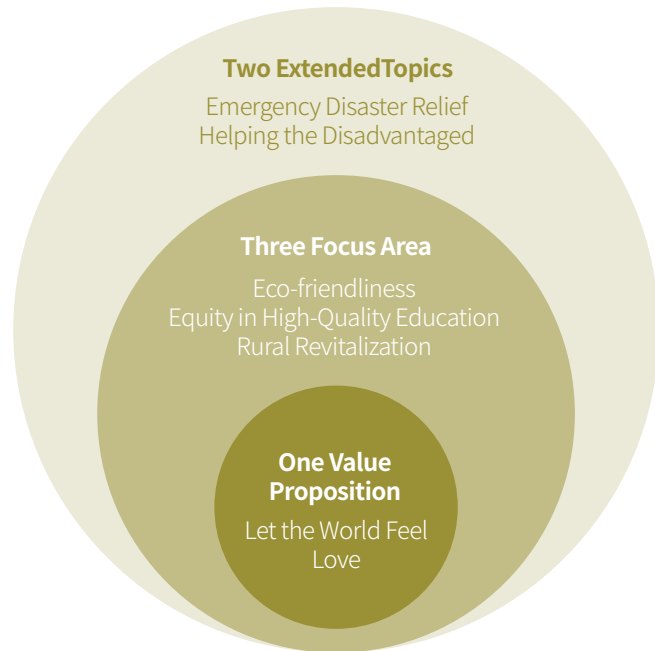 Two ExtendedTopics
Emergency Disaster Relief
Helping the Disadvantaged
Three Focus Area
Eco-friendliness
Equity in High-Quality Education
Rural Revitalization
One Value
Proposition
Let the World Feel
Love